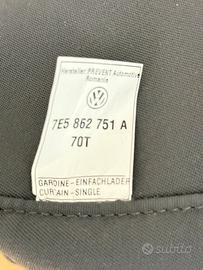 Hersteller: PREVENT Automotive
Romania
7E5 862 751 A
70T
GARDINE-EINFACHLADER
CURTAIN-SINGLE
subito